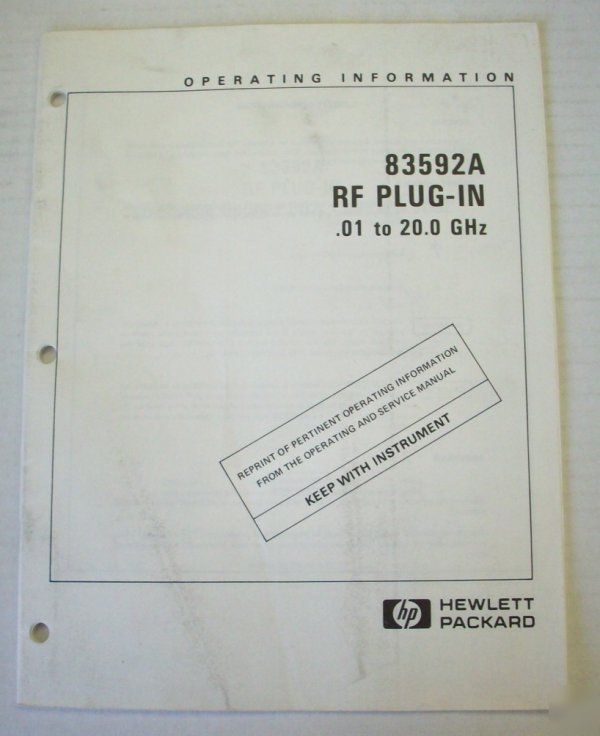 OPERATING INFORMATION
83592A
RF PLUG-IN
.01 to 20.0 GHz
REPRINT OF PERTINENT OPERATING INFORMATION
FROM THE OPERATING AND SERVICE MANUAL
KEEP WITH INSTRUMENT
hp HEWLETT
PACKARD